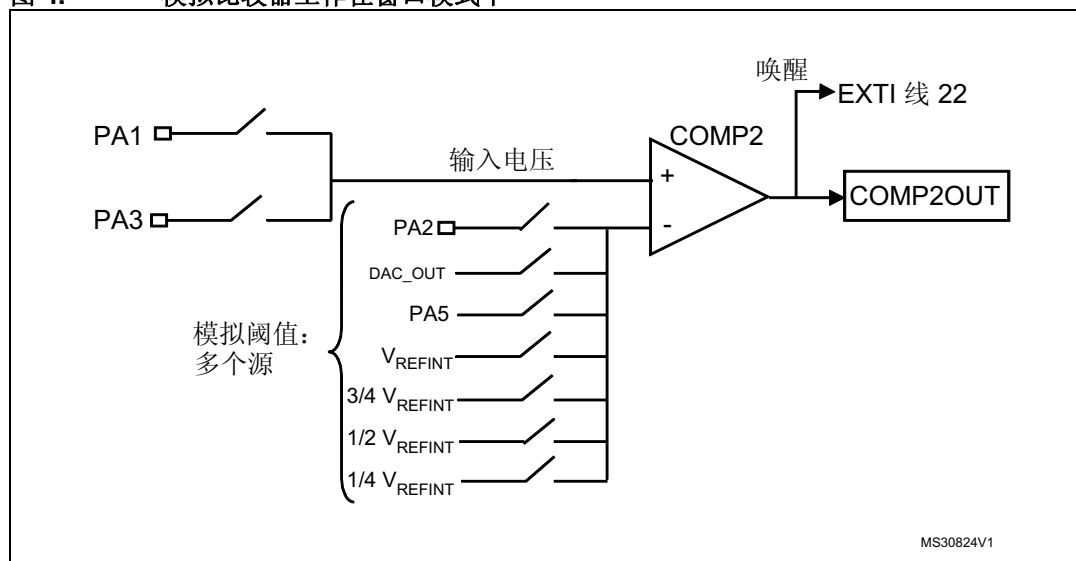 唤醒
EXTI 线 22
PA1
COMP2
输入电压
+
COMP2OUT
PA3
PA2
-
DAC_OUT
PA5
模拟阈值:
多个源
VREFINT
3/4 VREFINT
1/2 VREFINT
1/4 VREFINT
MS30824V1